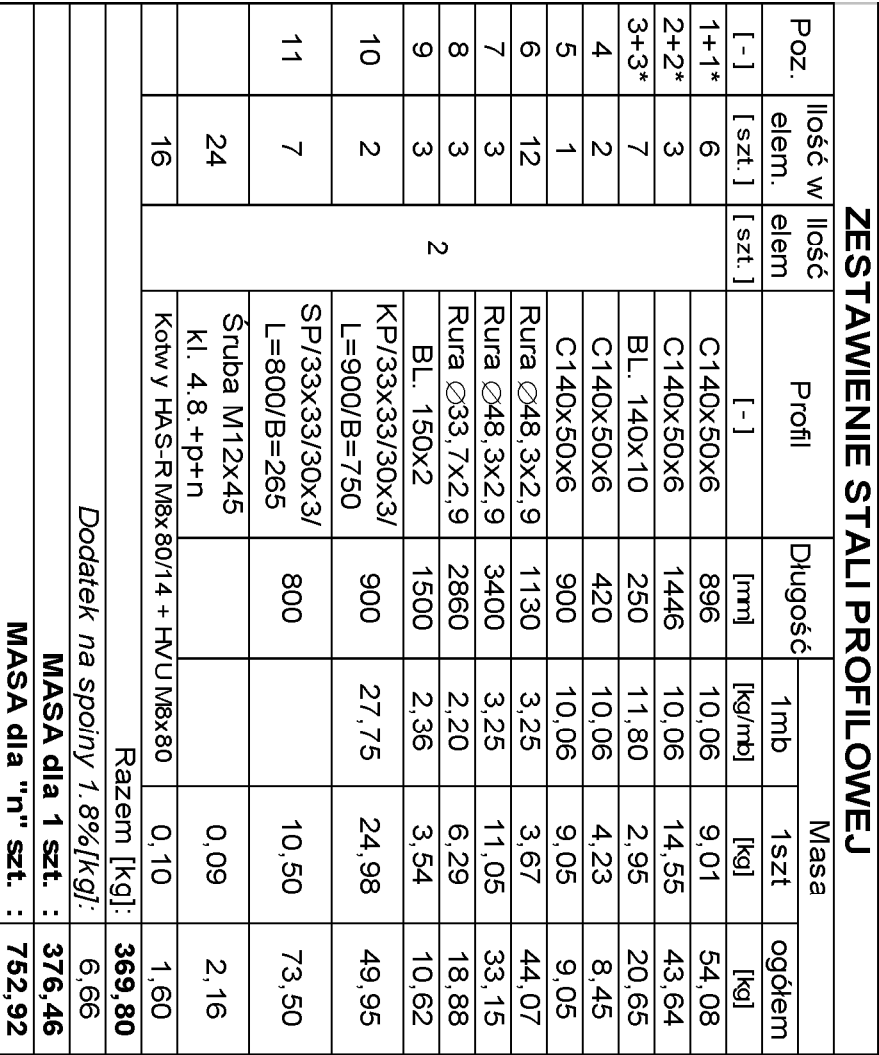 ZESTAWIENIE STALI PROFILOWEJ
Poz. Ilość w elem. Ilość elem Profil Długość Masa
1mb 1szt ogółem
[ - ] [ szt. ] [ szt. ] [ - ] [mm] [kg/mb] [kg] [kg]
1+1* 6 2 C140x50x6 896 10,06 9,01 54,08
2+2* 3 C140x50x6 1446 10,06 14,55 43,64
3+3* 7 BL. 140x10 250 11,80 2,95 20,65
4 2 C140x50x6 420 10,06 4,23 8,45
5 1 C140x50x6 900 10,06 9,05 9,05
6 12 Rura ∅48,3x2,9 1130 3,25 3,67 44,07
7 3 Rura ∅48,3x2,9 3400 3,25 11,05 33,15
8 3 Rura ∅33,7x2,9 2860 2,20 6,29 18,88
9 3 BL. 150x2 1500 2,36 3,54 10,62
10 2 KP/33x33/30x3/ L=900/B=750 900 27,75 24,98 49,95
11 7 SP/33x33/30x3/ L=800/B=265 800 10,50 73,50
24 Śruba M12x45 kl. 4.8.+p+n 0,09 2,16
16 Kotwy HAS-R M8x80/14 + HVU M8x80 0,10 1,60
Razem [kg]: 369,80
Dodatek na spoiny 1.8%[kg]: 6,66
MASA dla 1 szt. : 376,46
MASA dla "n" szt. : 752,92